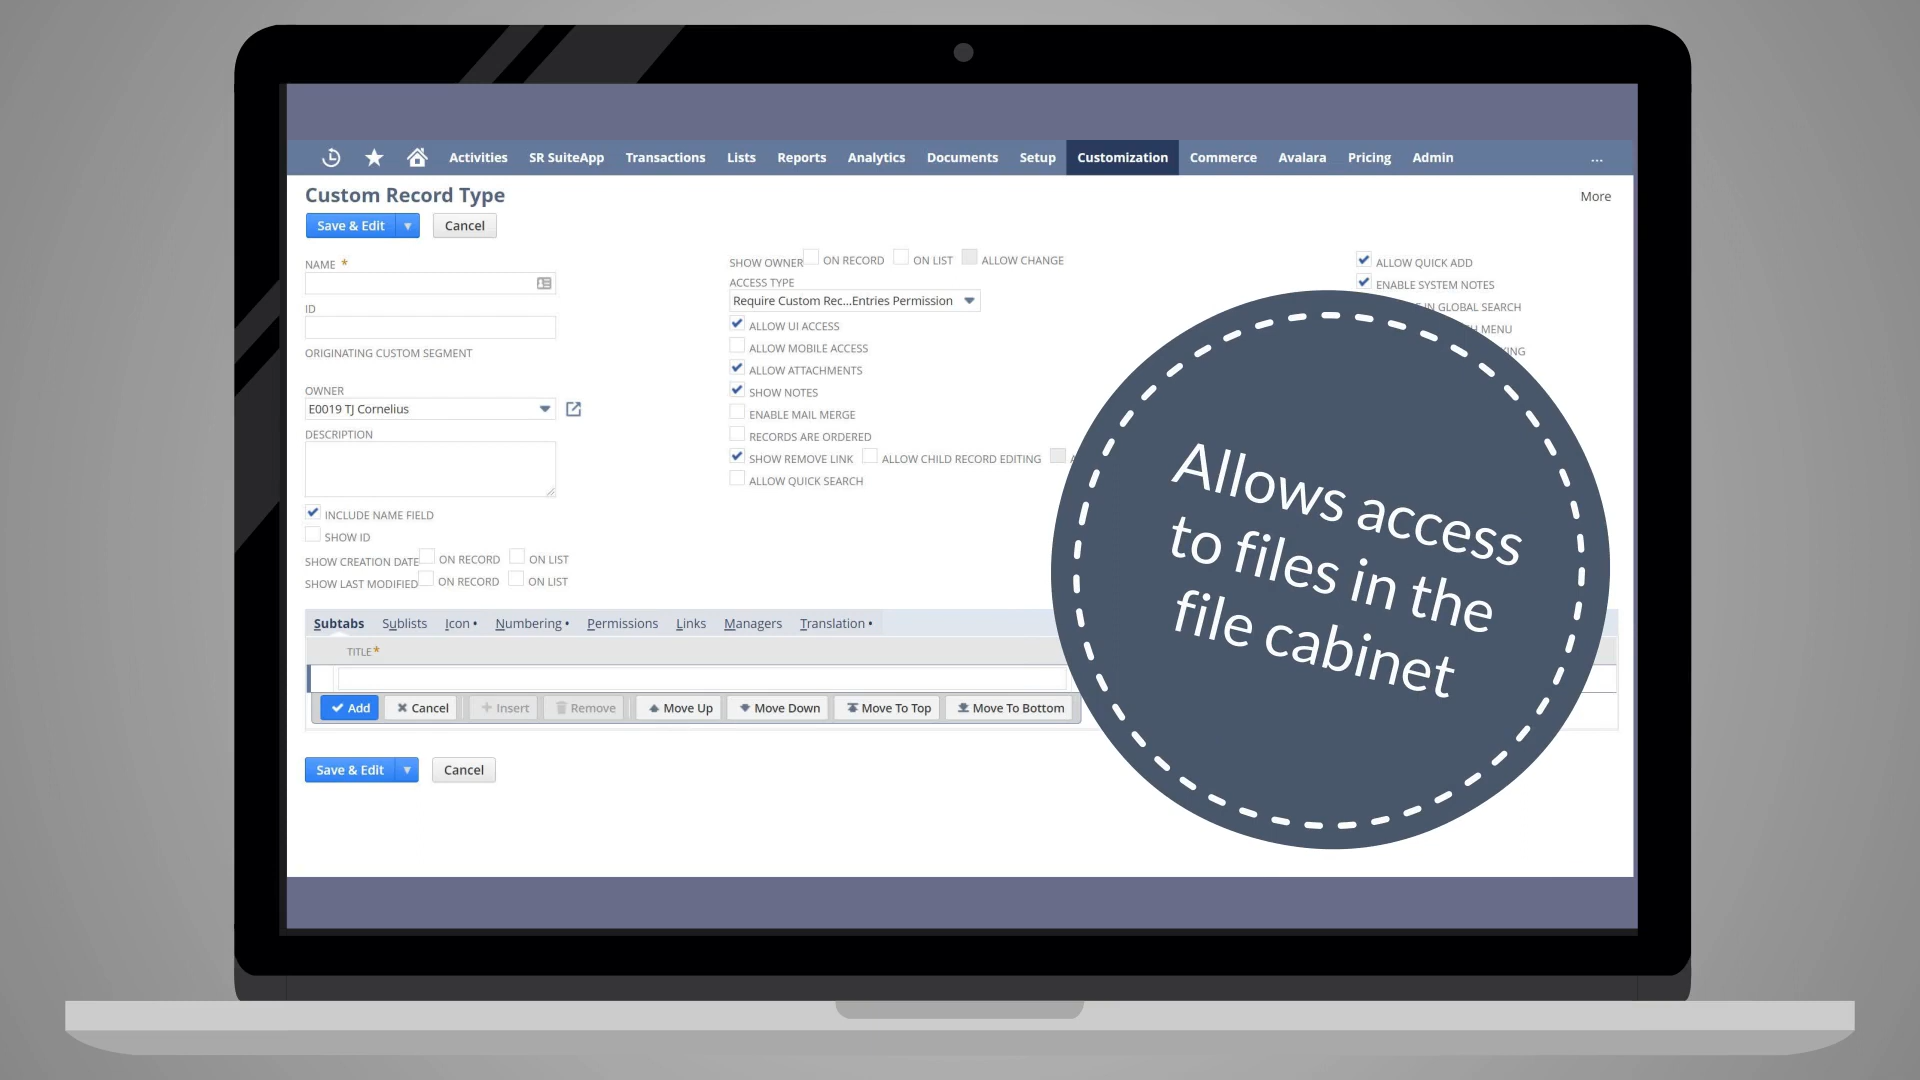 Activities SR SuiteApp Transactions Lists Reports Analytics Documents Setup Customization Commerce Avalara Pricing Admin ...
Custom Record Type
More
Save & Edit Cancel
NAME *
ID
ORIGINATING CUSTOM SEGMENT
OWNER
E0019 TJ Cornelius
DESCRIPTION
INCLUDE NAME FIELD
SHOW ID
SHOW CREATION DATE ON RECORD ON LIST
SHOW LAST MODIFIED ON RECORD ON LIST
SHOW OWNER ON RECORD ON LIST ALLOW CHANGE
ACCESS TYPE
Require Custom Rec...Entries Permission
ALLOW UI ACCESS
ALLOW MOBILE ACCESS
ALLOW ATTACHMENTS
SHOW NOTES
ENABLE MAIL MERGE
RECORDS ARE ORDERED
SHOW REMOVE LINK ALLOW CHILD RECORD EDITING
ALLOW QUICK SEARCH
ALLOW QUICK ADD
ENABLE SYSTEM NOTES
IN GLOBAL SEARCH
MENU
Allows access
to files in the
file cabinet
Subtabs Sublists Icon • Numbering • Permissions Links Managers Translation •
TITLE *
Add Cancel Insert Remove Move Up Move Down Move To Top Move To Bottom
Save & Edit Cancel